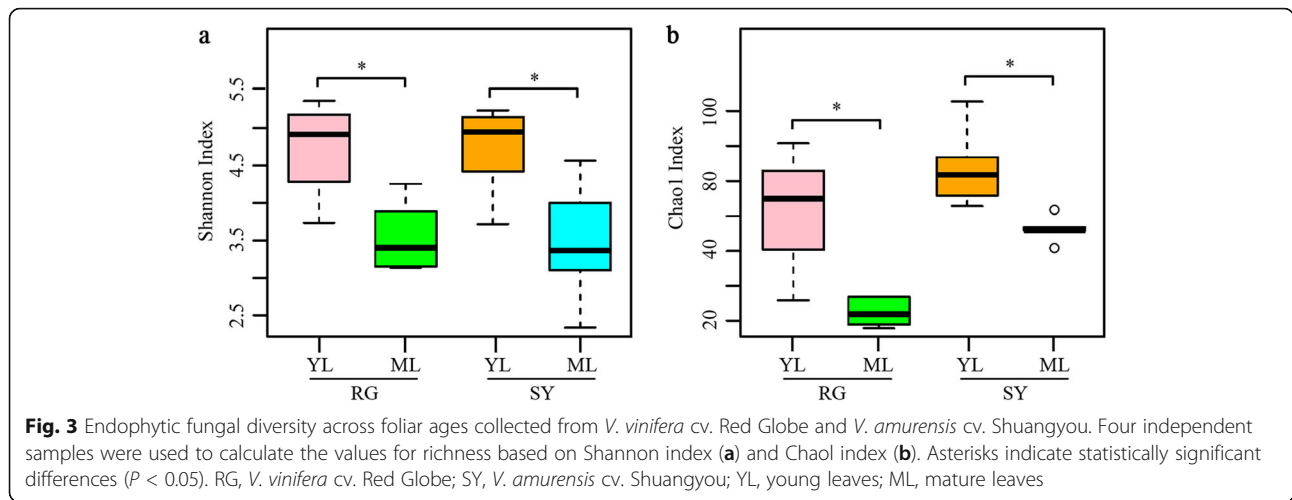 a
b
5.5
4.5
3.5
2.5
Shannon Index
*
*
YL
ML
YL
ML
RG
SY
100
80
40
20
Chao1 Index
*
*
YL
ML
YL
ML
RG
SY
Fig. 3 Endophytic fungal diversity across foliar ages collected from V. vinifera cv. Red Globe and V. amurensis cv. Shuangyou. Four independent
samples were used to calculate the values for richness based on Shannon index (a) and Chaol index (b). Asterisks indicate statistically significant
differences (P < 0.05). RG, V. vinifera cv. Red Globe; SY, V. amurensis cv. Shuangyou; YL, young leaves; ML, mature leaves